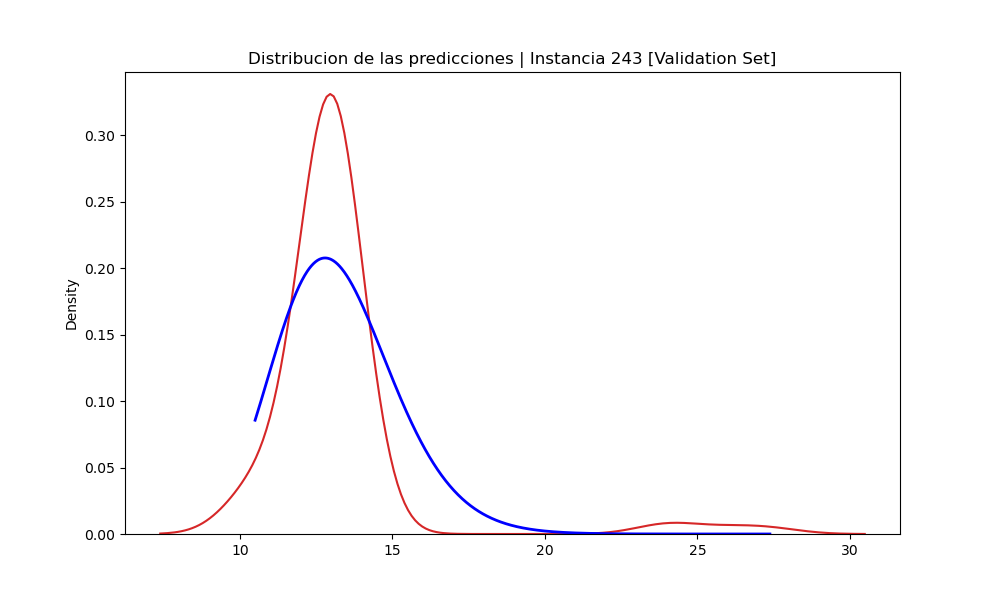 Distribucion de las predicciones | Instancia 243 [Validation Set]
Density
0.30
0.25
0.20
0.15
0.10
0.05
0.00
10 15 20 25 30